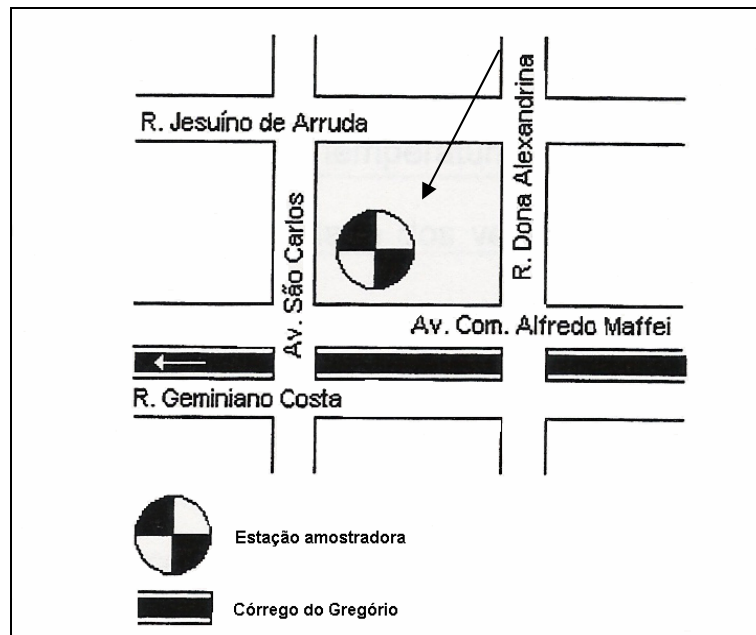 R. Jesuíno de Arruda
R. Dona Alexandrina
Av. São Carlos
Av. Com. Alfredo Maffei
R. Geminiano Costa
Estação amostradora
Córrego do Gregório